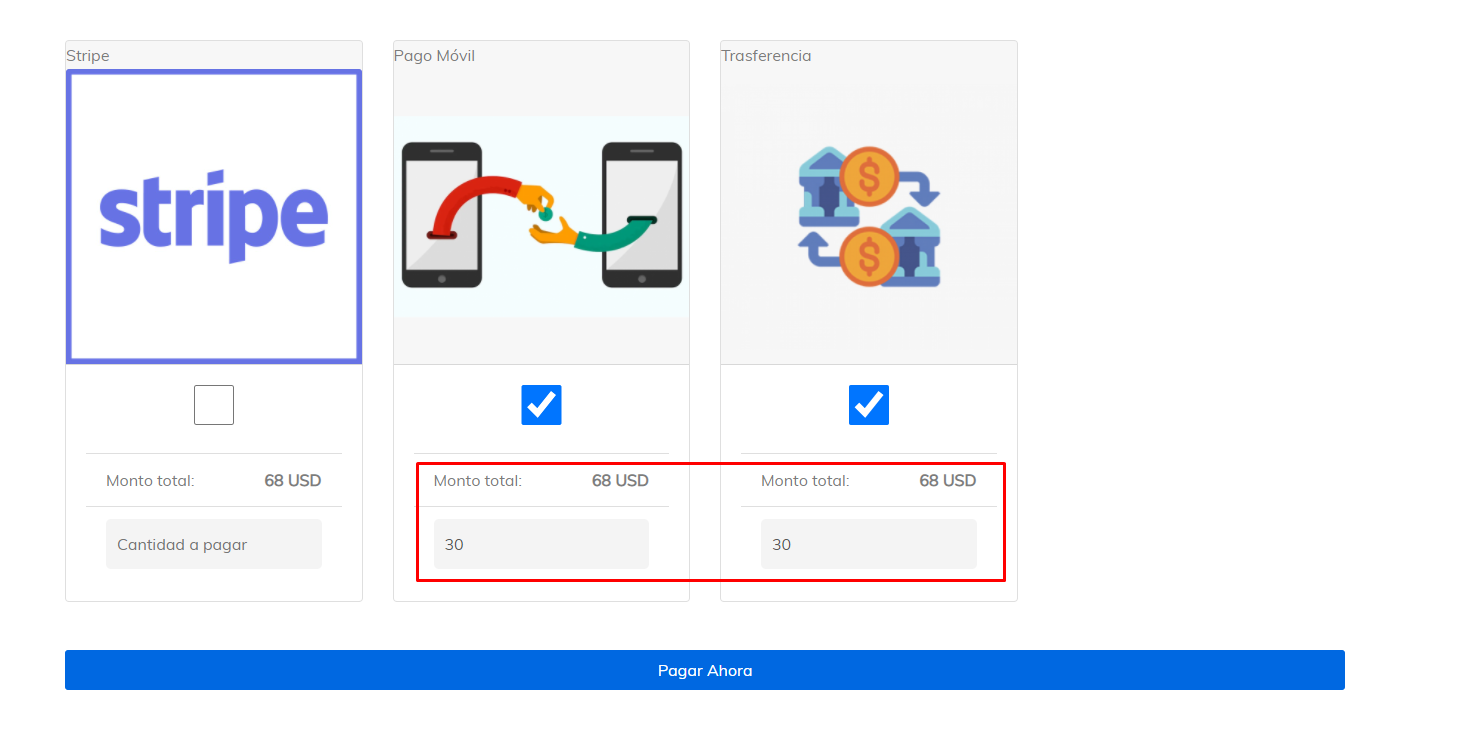 Stripe
Pago Móvil
Trasferencia
stripe
$
$
Monto total: 68 USD
Monto total: 68 USD
Monto total: 68 USD
Cantidad a pagar
30
30
Pagar Ahora